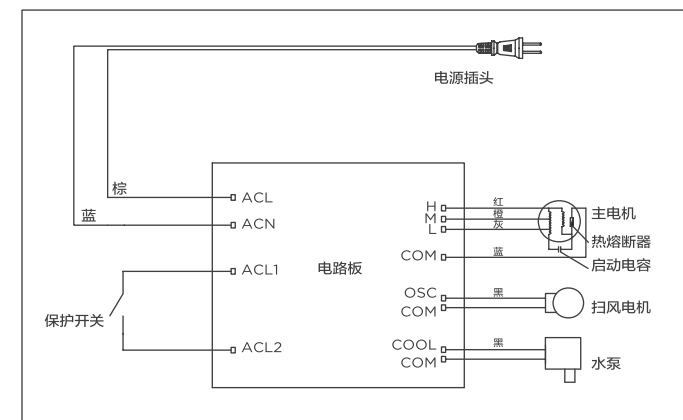 电源插头
棕
蓝
ACL
ACN
ACL1
ACL2
保护开关
电路板
H
M
L
COM
OSC
COM
COOL
COM
红
橙
灰
蓝
黑
黑
主电机
热熔断器
启动电容
扫风电机
水泵